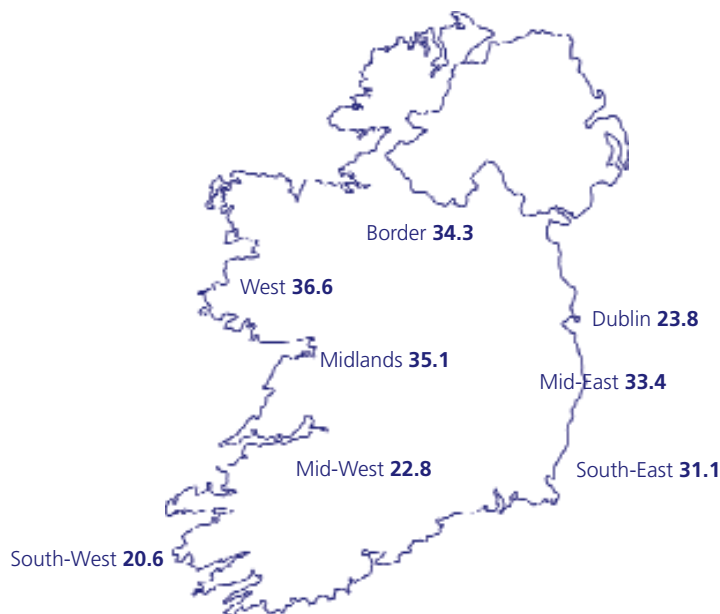 Border 34.3
West 36.6
Dublin 23.8
Midlands 35.1
Mid-East 33.4
Mid-West 22.8
South-East 31.1
South-West 20.6